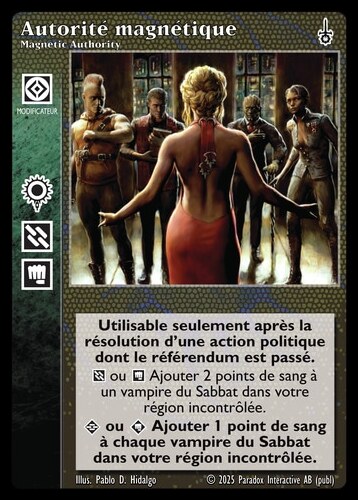 Autorité magnétique
Magnetic Authority
MODIFICATEUR
Utilisable seulement après la
résolution d'une action politique
dont le référendum est passé.
ou Ajouter 2 points de sang à
un vampire du Sabbat dans votre
région incontrôlée.
ou Ajouter 1 point de sang
à chaque vampire du Sabbat
dans votre région incontrôlée.
Illus. Pablo D. Hidalgo © 2025 Paradox Interactive AB (publ)